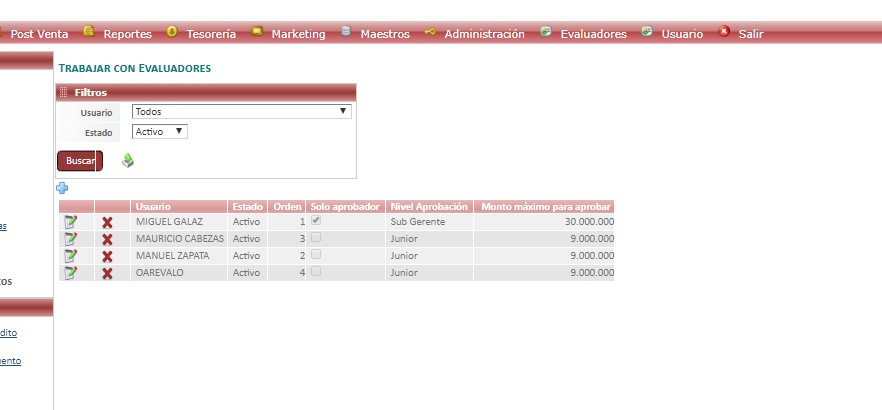 Post Venta Reportes Tesorería Marketing Maestros Administración Evaluadores Usuario Salir
TRABAJAR CON EVALUADORES
Filtros
Usuario Todos
Estado Activo
Buscar
Usuario Estado Orden Solo aprobador Nivel Aprobación Monto máximo para aprobar
MIGUEL GALAZ Activo 1 Sub Gerente 30.000.000
MAURICIO CABEZAS Activo 3 Junior 9.000.000
MANUEL ZAPATA Activo 2 Junior 9.000.000
OAREVALO Activo 4 Junior 9.000.000
as
tos
dito
uento